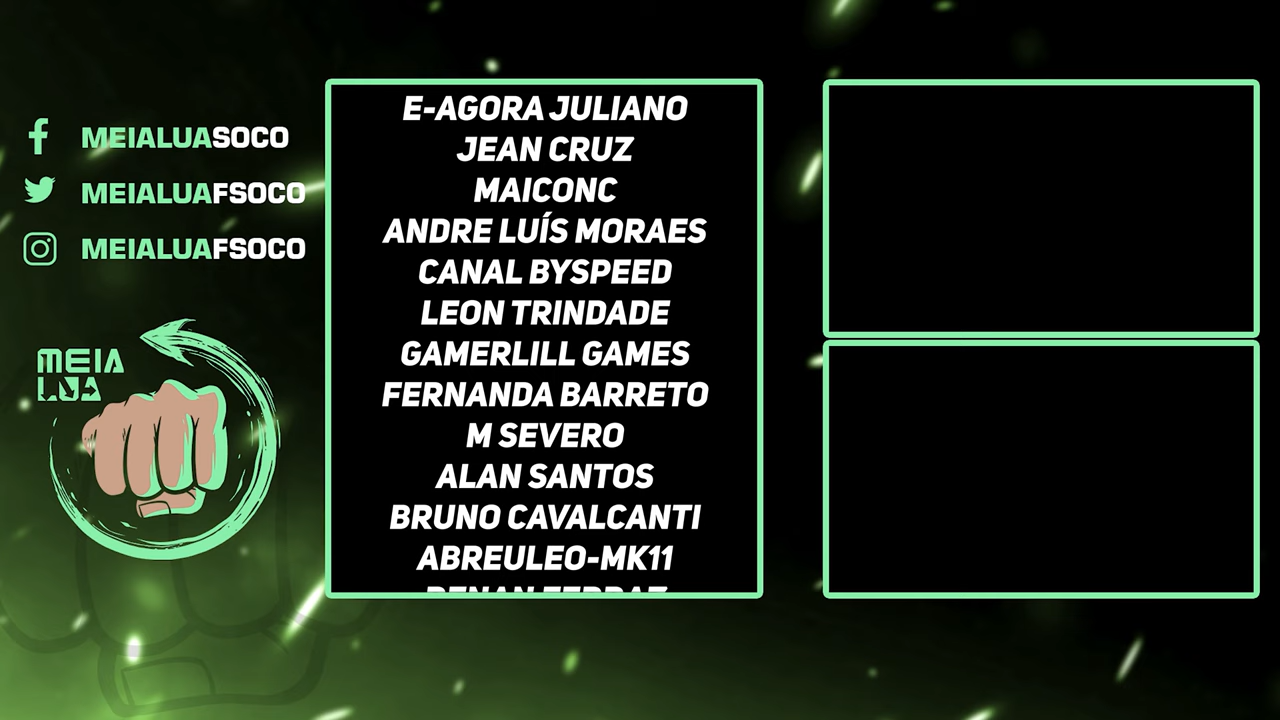 MEIALUASOCO
MEIALUAFSOCO
MEIALUAFSOCO
MEIA
LUA
E-AGORA JULIANO
JEAN CRUZ
MAICONC
ANDRE LUÍS MORAES
CANAL BYSPEED
LEON TRINDADE
GAMERLILL GAMES
FERNANDA BARRETO
M SEVERO
ALAN SANTOS
BRUNO CAVALCANTI
ABREULEO-MK11